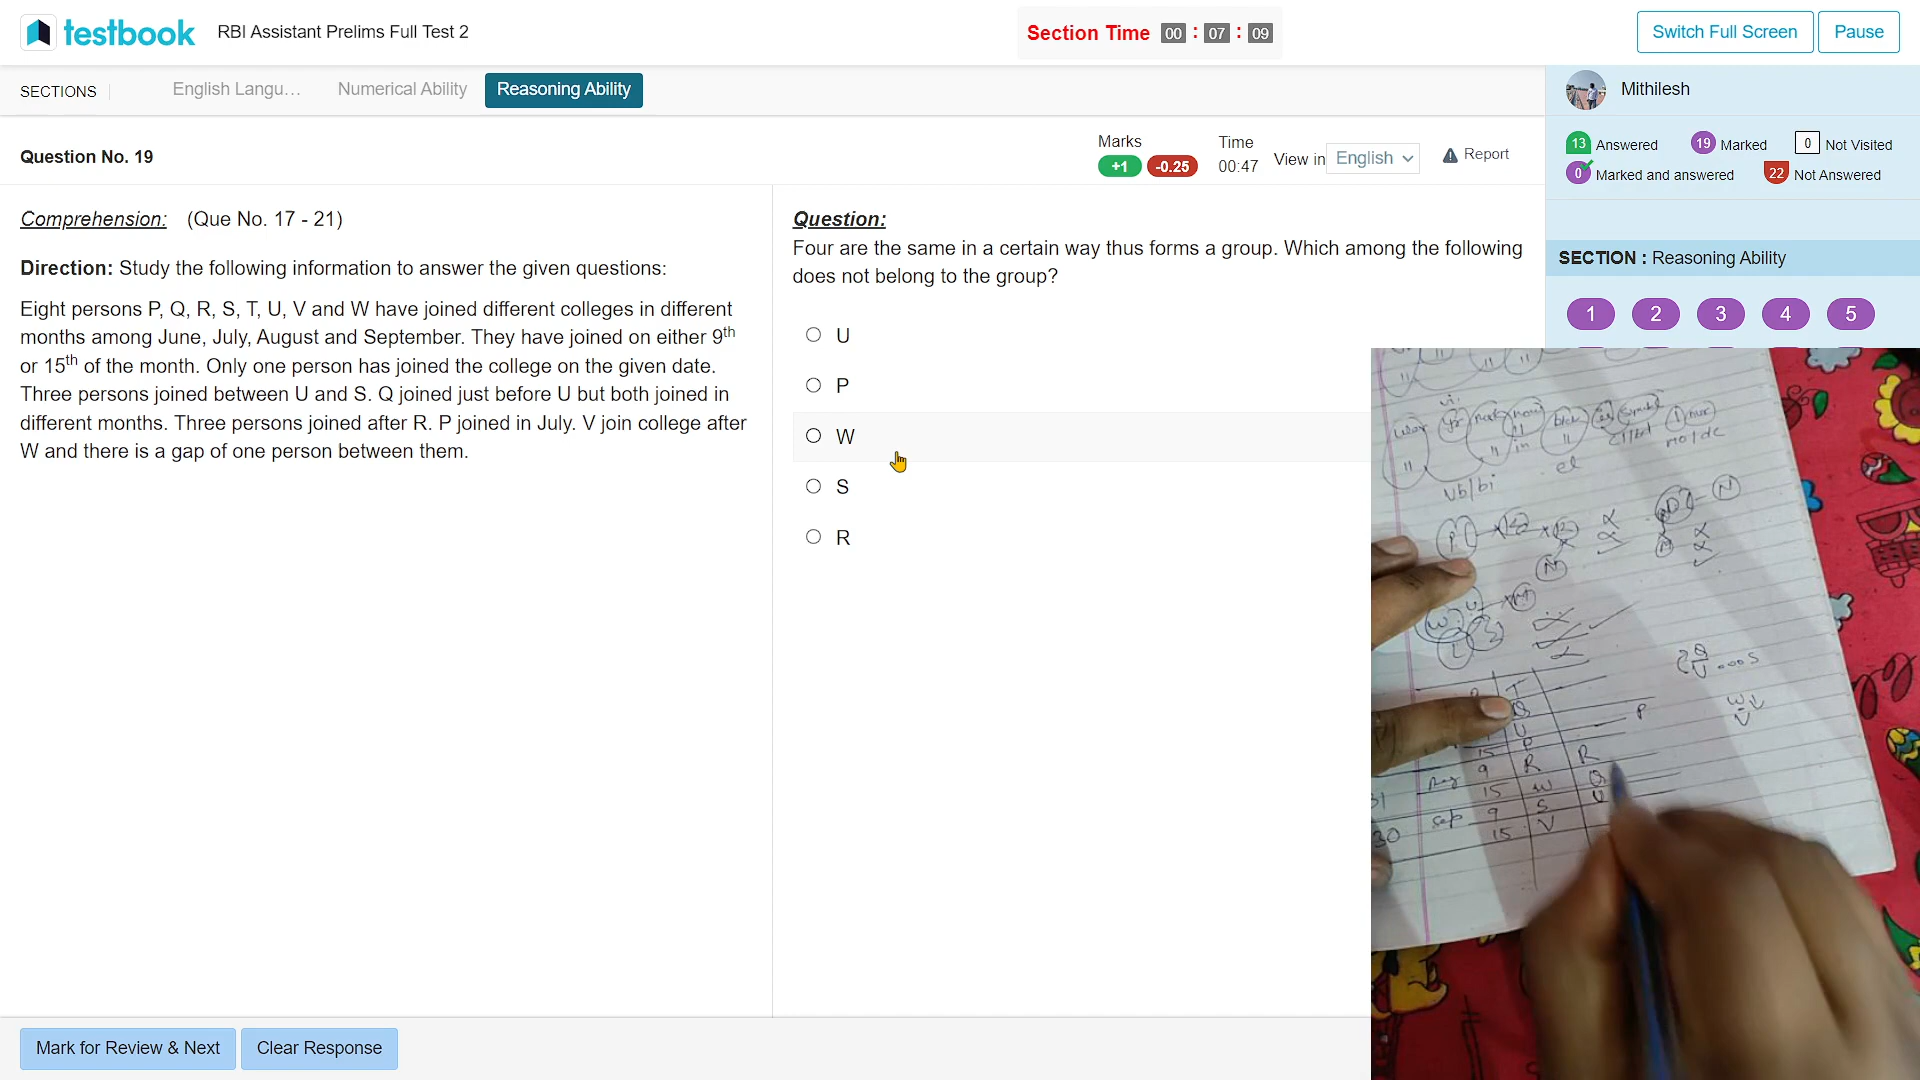 testbook
RBI Assistant Prelims Full Test 2
Section Time 00 : 07 : 09
Switch Full Screen
Pause
SECTIONS
English Langu...
Numerical Ability
Reasoning Ability
Mithilesh
Question No. 19
Marks
+1 -0.25
Time
00:47
View in English
Report
13 Answered
19 Marked
0 Not Visited
0 Marked and answered
22 Not Answered
Comprehension: (Que No. 17 - 21)
Direction: Study the following information to answer the given questions:
Eight persons P, Q, R, S, T, U, V and W have joined different colleges in different
months among June, July, August and September. They have joined on either 9th
or 15th of the month. Only one person has joined the college on the given date.
Three persons joined between U and S. Q joined just before U but both joined in
different months. Three persons joined after R. P joined in July. V join college after
W and there is a gap of one person between them.
Question:
Four are the same in a certain way thus forms a group. Which among the following
does not belong to the group?
U
P
W
S
R
SECTION : Reasoning Ability
1 2 3 4 5
T
Q
U
15 P
9 R R
15 W Q
31
sep 9 S U
30 15 V
P
Mark for Review & Next
Clear Response